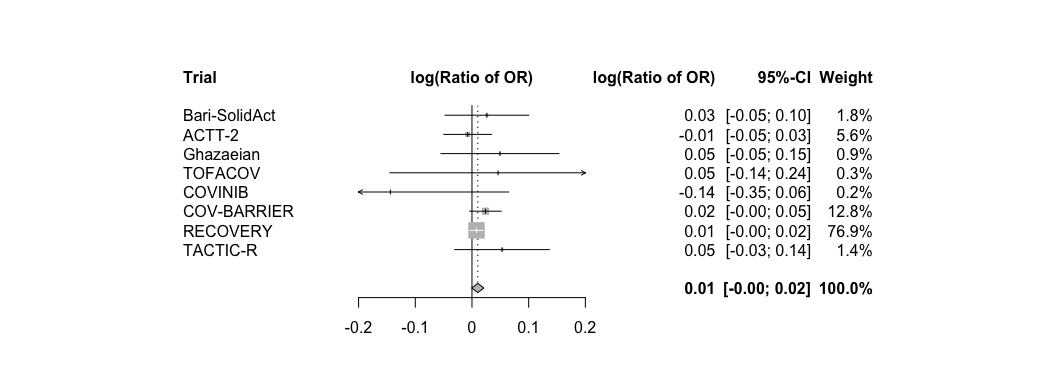 Trial log(Ratio of OR) log(Ratio of OR) 95%-CI Weight
Bari-SolidAct 0.03 [-0.05; 0.10] 1.8%
ACTT-2 -0.01 [-0.05; 0.03] 5.6%
Ghazaeian 0.05 [-0.05; 0.15] 0.9%
TOFACOV 0.05 [-0.14; 0.24] 0.3%
COVINIB -0.14 [-0.35; 0.06] 0.2%
COV-BARRIER 0.02 [-0.00; 0.05] 12.8%
RECOVERY 0.01 [-0.00; 0.02] 76.9%
TACTIC-R 0.05 [-0.03; 0.14] 1.4%
0.01 [-0.00; 0.02] 100.0%
-0.2 -0.1 0 0.1 0.2